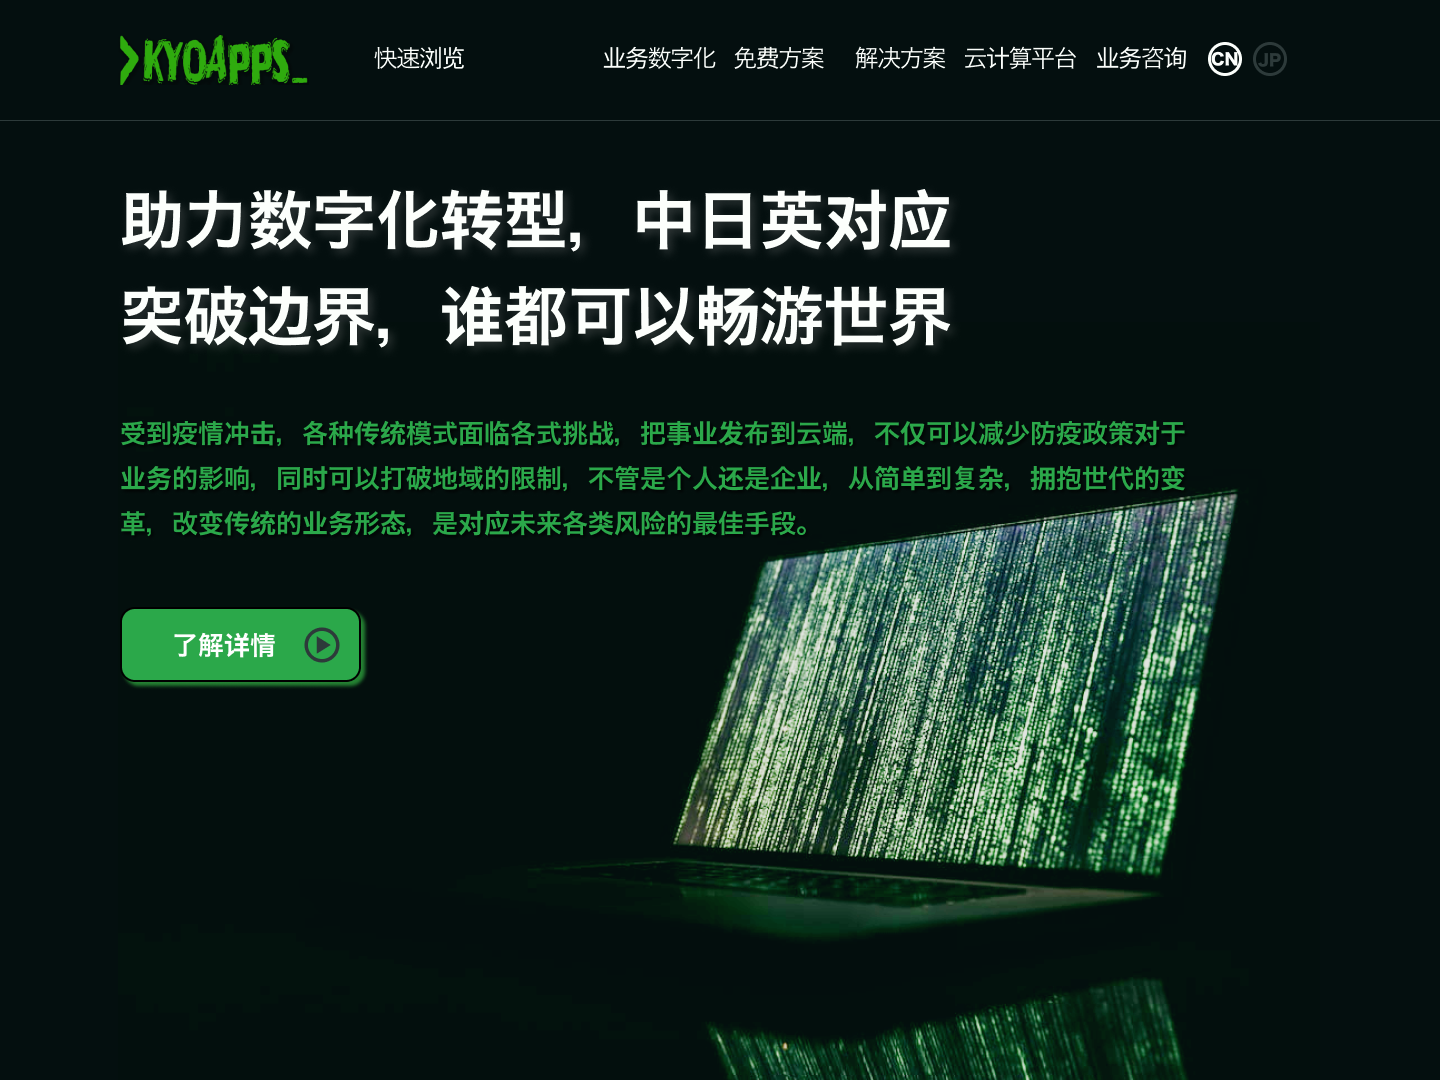 >KYOAPPS_
快速浏览
业务数字化 免费方案 解决方案 云计算平台 业务咨询 CN JP
助力数字化转型，中日英对应
突破边界，谁都可以畅游世界
受到疫情冲击，各种传统模式面临各式挑战，把事业发布到云端，不仅可以减少防疫政策对于
业务的影响，同时可以打破地域的限制，不管是个人还是企业，从简单到复杂，拥抱世代的变
革，改变传统的业务形态，是对应未来各类风险的最佳手段。
了解详情